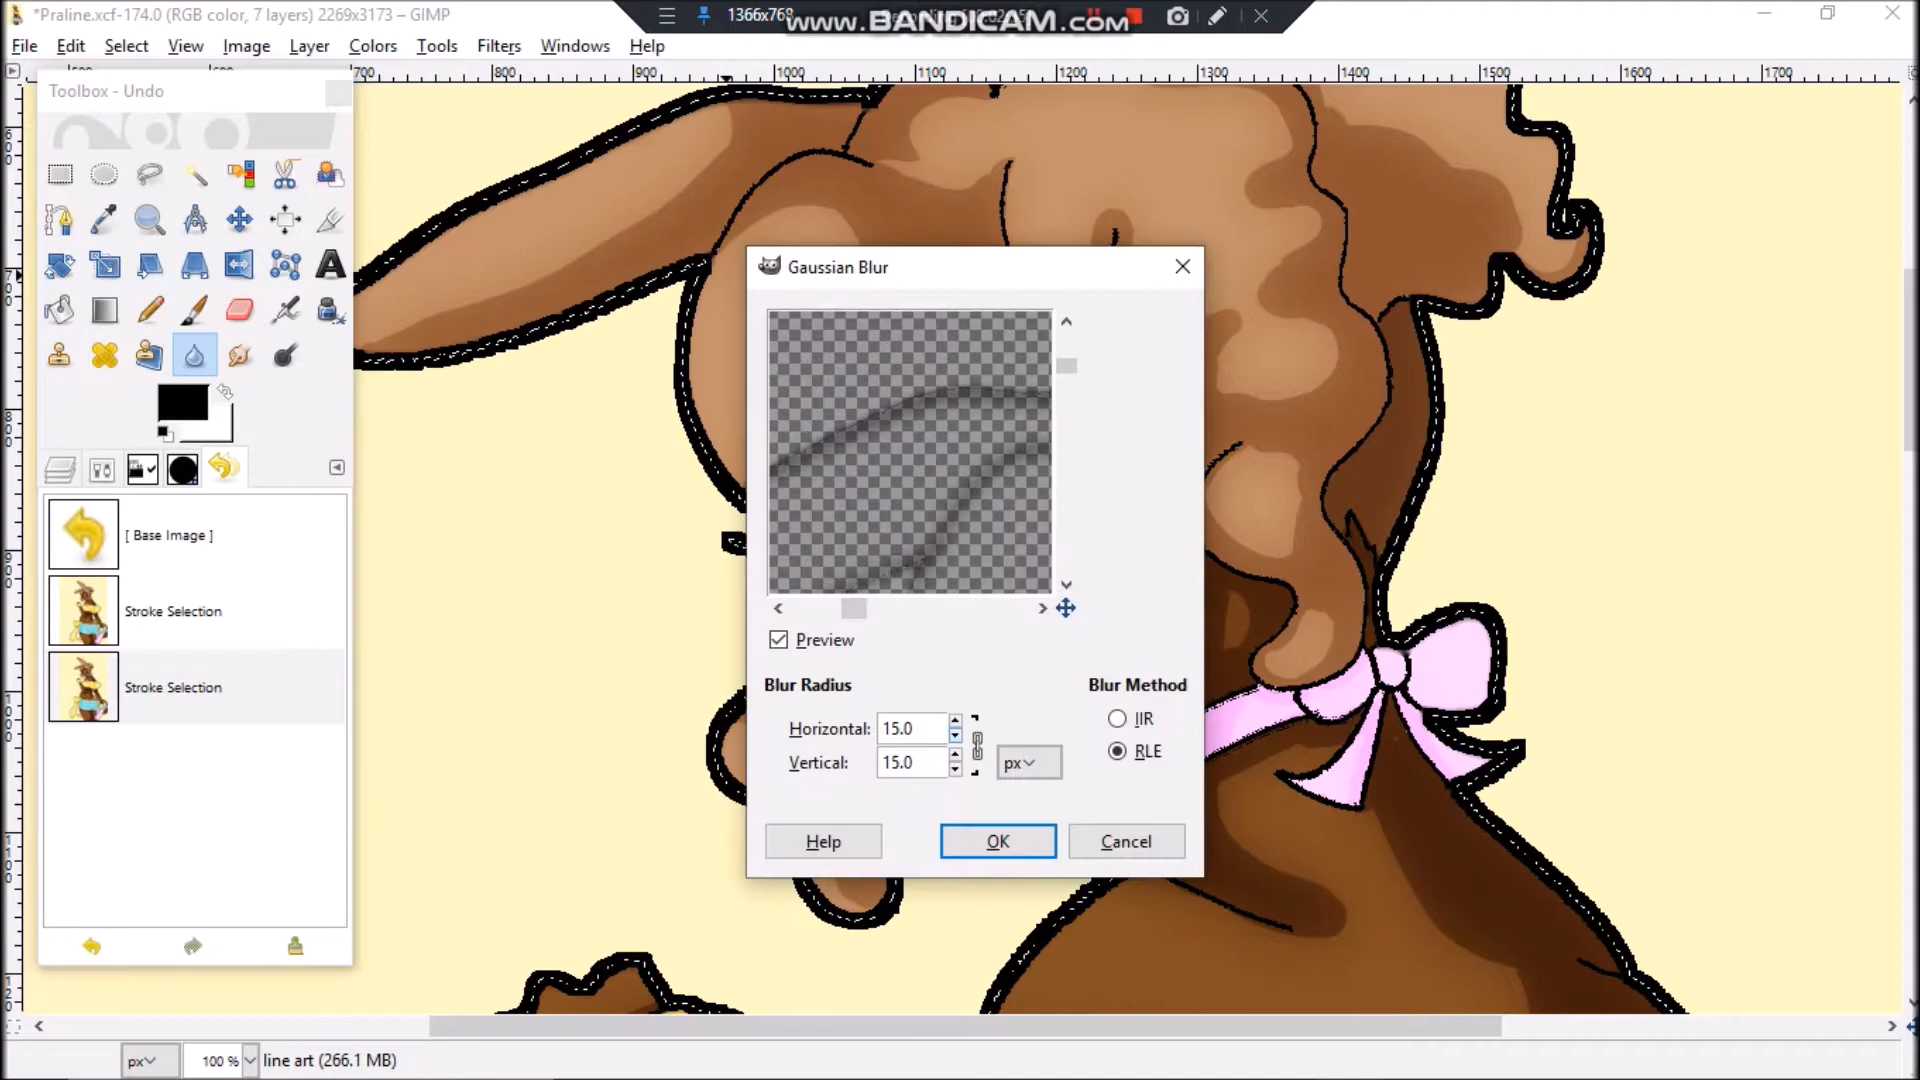 *Praline.xcf-174.0 (RGB color, 7 layers) 2269x3173 – GIMP
1366x768
www.BANDICAM.com
File Edit Select View Image Layer Colors Tools Filters Windows Help
700 800 900 1000 1100 1200 1300 1400 1500 1600 1700
Toolbox - Undo
[ Base Image ]
Stroke Selection
Stroke Selection
Gaussian Blur
Preview
Blur Radius
Blur Method
Horizontal: 15.0
IIR
Vertical: 15.0
px
RLE
Help
OK
Cancel
px
100 %
line art (266.1 MB)